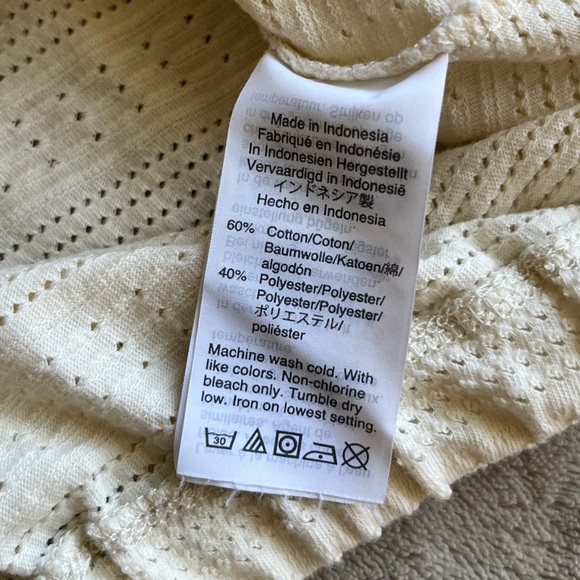 Made in Indonesia
Fabriqué en Indonésie
In Indonesien Hergestellt
Vervaardigd in Indonesië
インドネシア製
Hecho en Indonesia
60% Cotton/Coton/
Baumwolle/Katoen/綿/
algodón
40% Polyester/Polyester/
Polyester/Polyester/
ポリエステル/
poliéster
Machine wash cold. With
like colors. Non-chlorine
bleach only. Tumble dry
low. Iron on lowest setting.
30